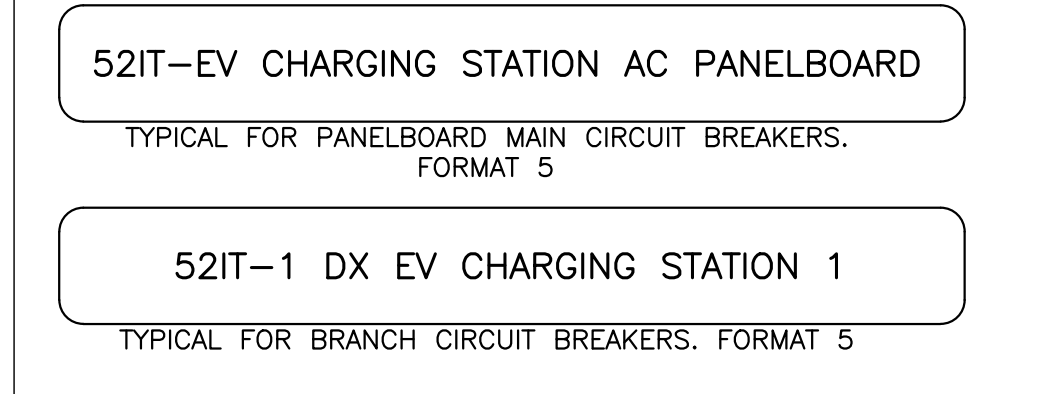 52IT-EV CHARGING STATION AC PANELBOARD
TYPICAL FOR PANELBOARD MAIN CIRCUIT BREAKERS.
FORMAT 5
52IT-1 DX EV CHARGING STATION 1
TYPICAL FOR BRANCH CIRCUIT BREAKERS. FORMAT 5